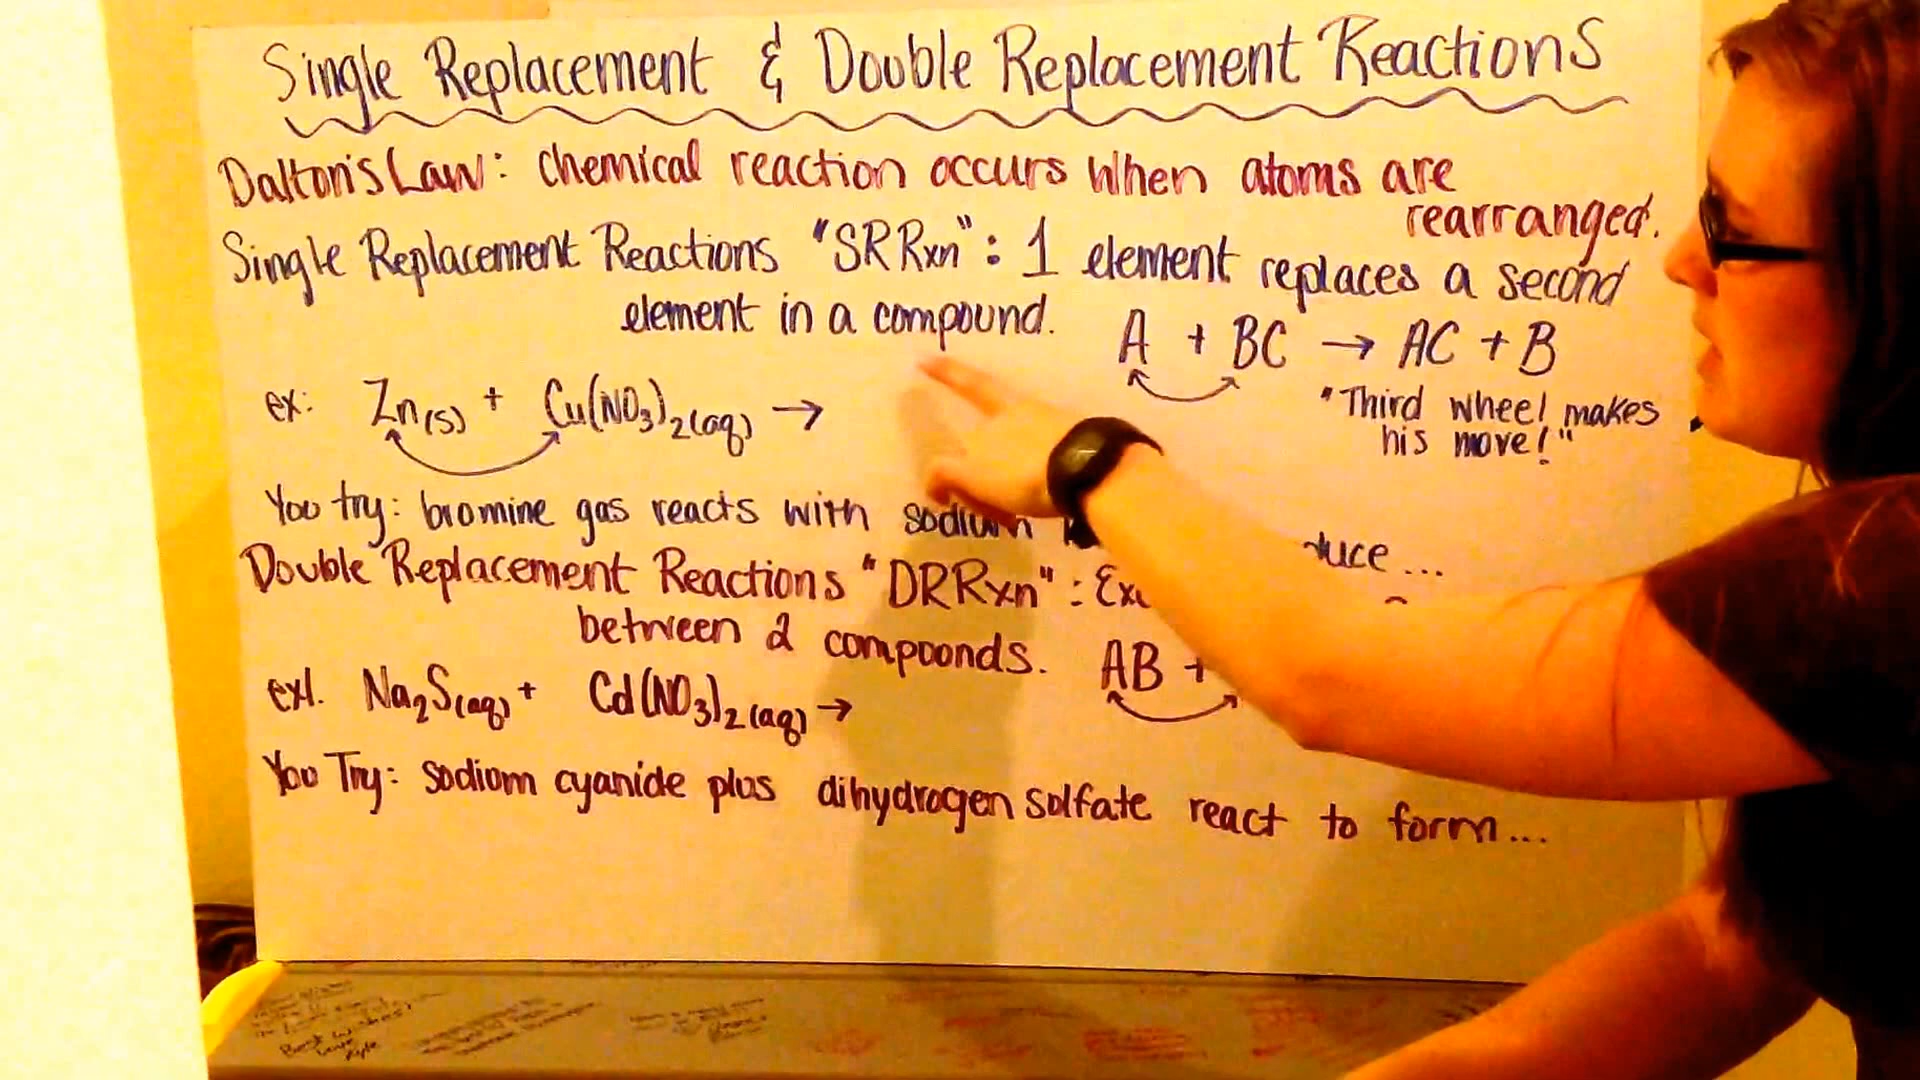 Single Replacement & Double Replacement Reactions
Dalton's Law: chemical reaction occurs when atoms are
rearranged.
Single Replacement Reactions "SRRxn": 1 element replaces a second
element in a compound.
A + BC → AC + B
"Third wheel makes
his move!"
ex: Zn(s) + Cu(NO3)2(aq) →
You try: bromine gas reacts with sodium
Double Replacement Reactions "DRRxn":
between 2 compounds.
AB +
ex1. Na2S(aq) + Cd(NO3)2(aq) →
You Try: sodium cyanide plus dihydrogen sulfate react to form...